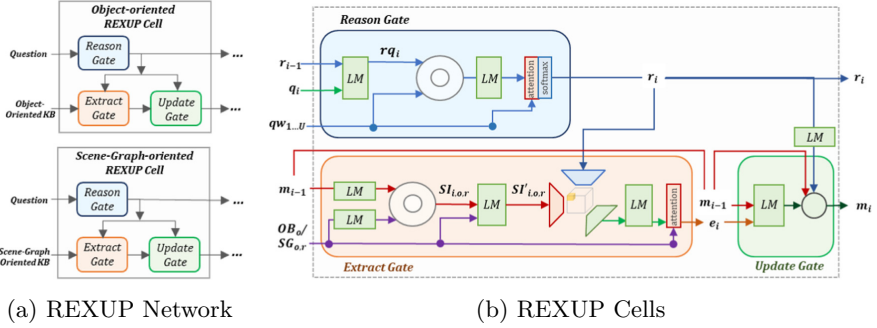 Object-oriented
REXUP Cell
Question
Reason
Gate
...
Object-
Oriented KB
Extract
Gate
Update
Gate
...
Scene-Graph-oriented
REXUP Cell
Question
Reason
Gate
...
Scene-Graph
Oriented KB
Extract
Gate
Update
Gate
...
(a) REXUP Network
Reason Gate
r_{i-1}
q_i
LM
rq_i
LM
attention
softmax
r_i
r_i
qw_{1...U}
LM
m_{i-1}
LM
LM
OB_o/
SG_{o.r}
SI_{i.o.r}
LM
SI'_{i.o.r}
LM
attention
m_{i-1}
e_i
LM
m_i
Extract Gate
Update Gate
(b) REXUP Cells